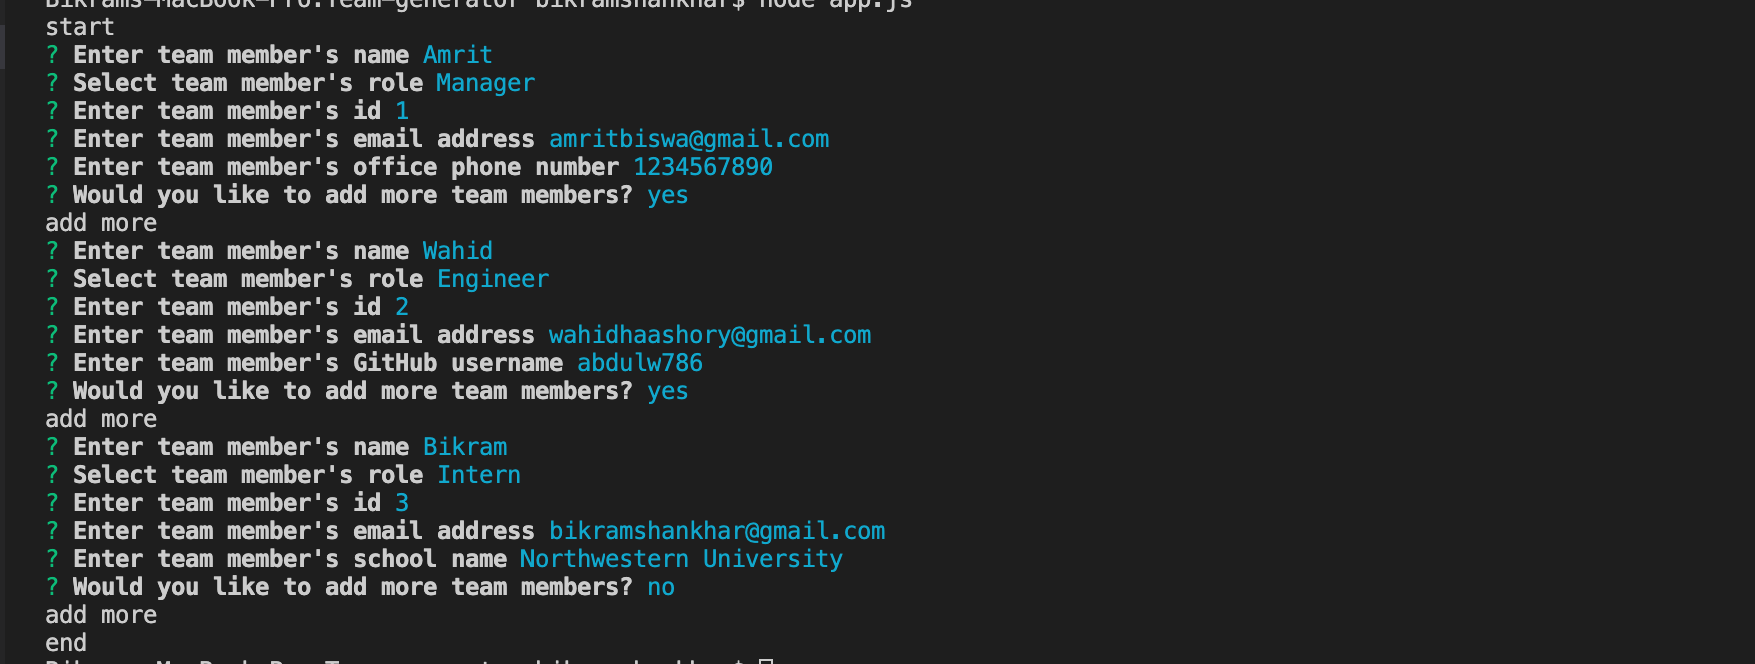 Bikrams-MacBook-Pro:Team-generator bikramshankhar$ node app.js
start
? Enter team member's name Amrit
? Select team member's role Manager
? Enter team member's id 1
? Enter team member's email address amritbiswa@gmail.com
? Enter team member's office phone number 1234567890
? Would you like to add more team members? yes
add more
? Enter team member's name Wahid
? Select team member's role Engineer
? Enter team member's id 2
? Enter team member's email address wahidhaashory@gmail.com
? Enter team member's GitHub username abdulw786
? Would you like to add more team members? yes
add more
? Enter team member's name Bikram
? Select team member's role Intern
? Enter team member's id 3
? Enter team member's email address bikramshankhar@gmail.com
? Enter team member's school name Northwestern University
? Would you like to add more team members? no
add more
end